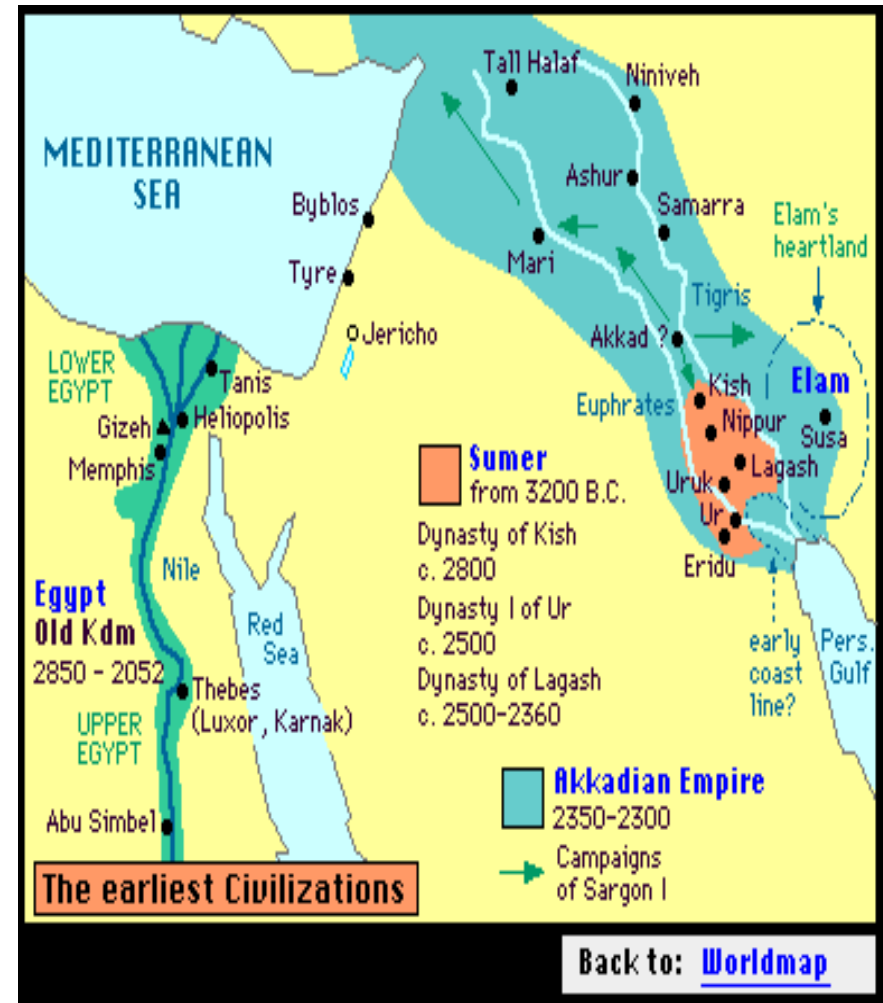 MEDITERRANEAN
SEA
Tall Halaf
Niniveh
Ashur
Samarra
Elam's
heartland
Byblos
Tyre
Mari
Tigris
Jericho
Akkad ?
LOWER
EGYPT
Tanis
Heliopolis
Gizeh
Memphis
Euphrates
Kish
Nippur
Elam
Susa
Lagash
Uruk
Ur
Eridu
Sumer
from 3200 B.C.
Dynasty of Kish
c. 2800
Dynasty I of Ur
c. 2500
Dynasty of Lagash
c. 2500-2360
Nile
Egypt
Old Kdm
2850 - 2052
Red
Sea
early
coast
line?
Pers.
Gulf
Thebes
(Luxor, Karnak)
UPPER
EGYPT
Abu Simbel
Akkadian Empire
2350-2300
Campaigns
of Sargon I
The earliest Civilizations
Back to: Worldmap